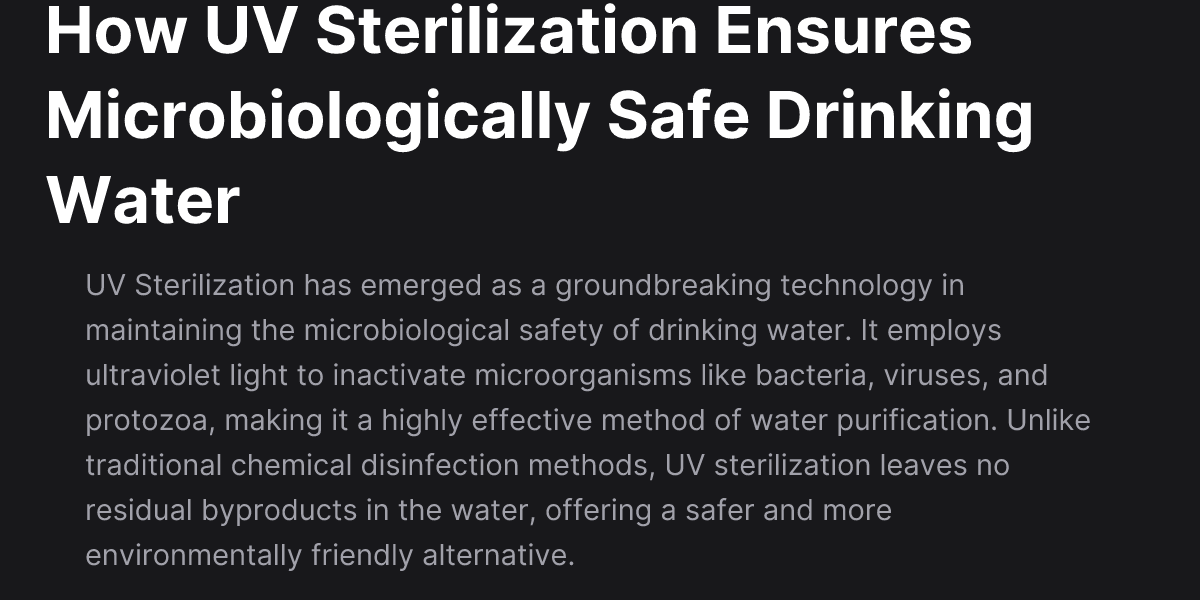 How UV Sterilization Ensures
Microbiologically Safe Drinking
Water
UV Sterilization has emerged as a groundbreaking technology in
maintaining the microbiological safety of drinking water. It employs
ultraviolet light to inactivate microorganisms like bacteria, viruses, and
protozoa, making it a highly effective method of water purification. Unlike
traditional chemical disinfection methods, UV sterilization leaves no
residual byproducts in the water, offering a safer and more
environmentally friendly alternative.